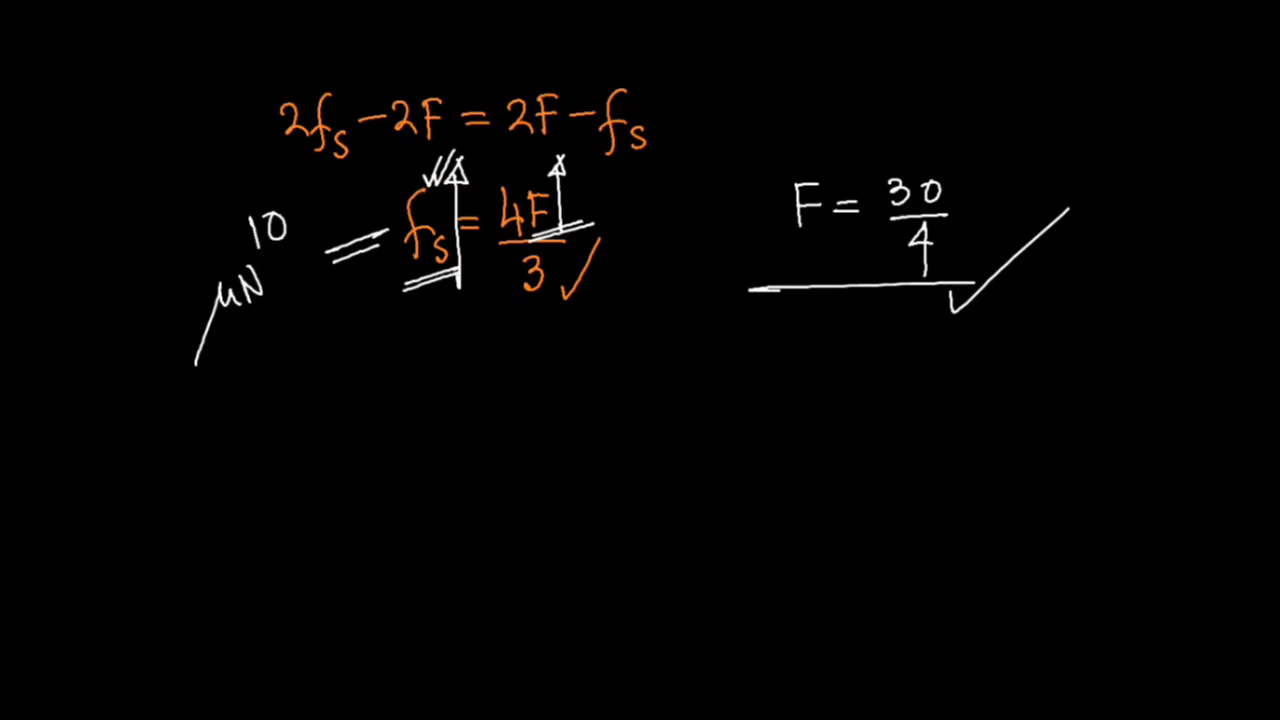 2fs - 2F = 2F - fs
μN 10 = fs = 4F/3
F = 30/4